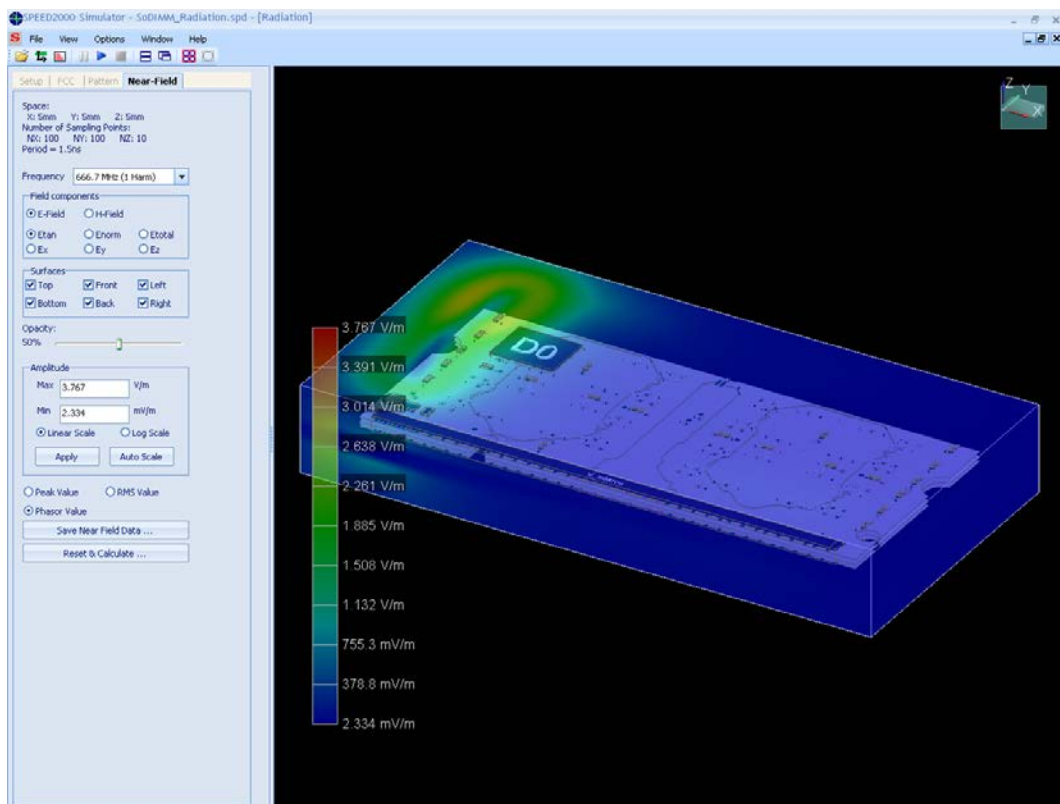 SPEED2000 Simulator - SoDIMM_Radiation.spd - [Radiation]
S File View Options Window Help
Setup FCC Pattern Near-Field
Space:
X: 5mm Y: 5mm Z: 5mm
Number of Sampling Points:
NX: 100 NY: 100 NZ: 10
Period = 1.5ns
Frequency 666.7 MHz (1 Harm)
Field components
E-Field H-Field
Etan Enorm Etotal
Ex Ey Ez
Surfaces
Top Front Left
Bottom Back Right
Opacity:
50%
Amplitude
Max 3.767 V/m
Min 2.334 mV/m
Linear Scale Log Scale
Apply Auto Scale
Peak Value RMS Value
Phasor Value
Save Near Field Data ...
Reset & Calculate ...
Z Y
X
D0
3.767 V/m
3.391 V/m
3.014 V/m
2.638 V/m
2.261 V/m
1.885 V/m
1.508 V/m
1.132 V/m
755.3 mV/m
378.8 mV/m
2.334 mV/m